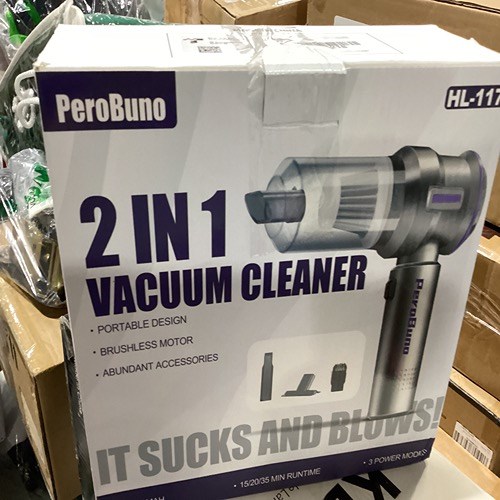 PeroBuno
HL-117
2 IN 1
VACUUM CLEANER
· PORTABLE DESIGN
· BRUSHLESS MOTOR
· ABUNDANT ACCESSORIES
PeroBuno
IT SUCKS AND BLOWS!
· 15/20/35 MIN RUNTIME
· 3 POWER MODES